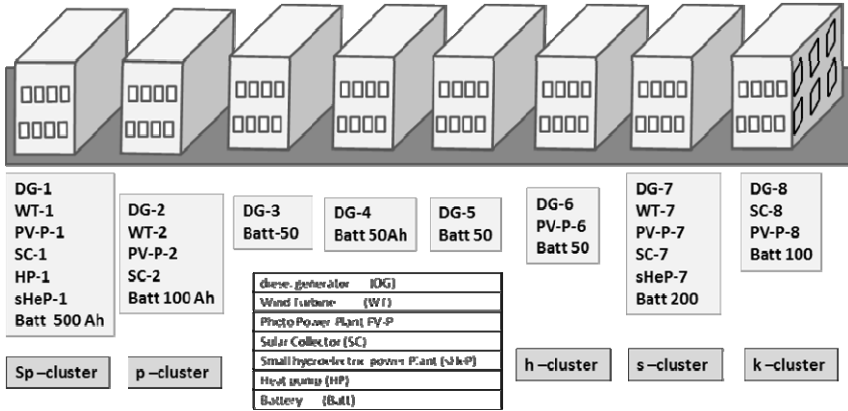 DG-1
WT-1
PV-P-1
SC-1
HP-1
sHeP-1
Batt 500 Ah
DG-2
WT-2
PV-P-2
SC-2
Batt 100 Ah
DG-3
Batt-50
DG-4
Batt 50Ah
DG-5
Batt 50
DG-6
PV-P-6
Batt 50
DG-7
WT-7
PV-P-7
SC-7
sHeP-7
Batt 200
DG-8
SC-8
PV-P-8
Batt 100
diesel generator (DG)
Wind Turbine (WT)
Photo Power Plant PV-P
Solar Collector (SC)
Small hydroelectric power Plant (sHeP)
Heat pump (HP)
Battery (Batt)
Sp –cluster
p –cluster
h –cluster
s –cluster
k –cluster